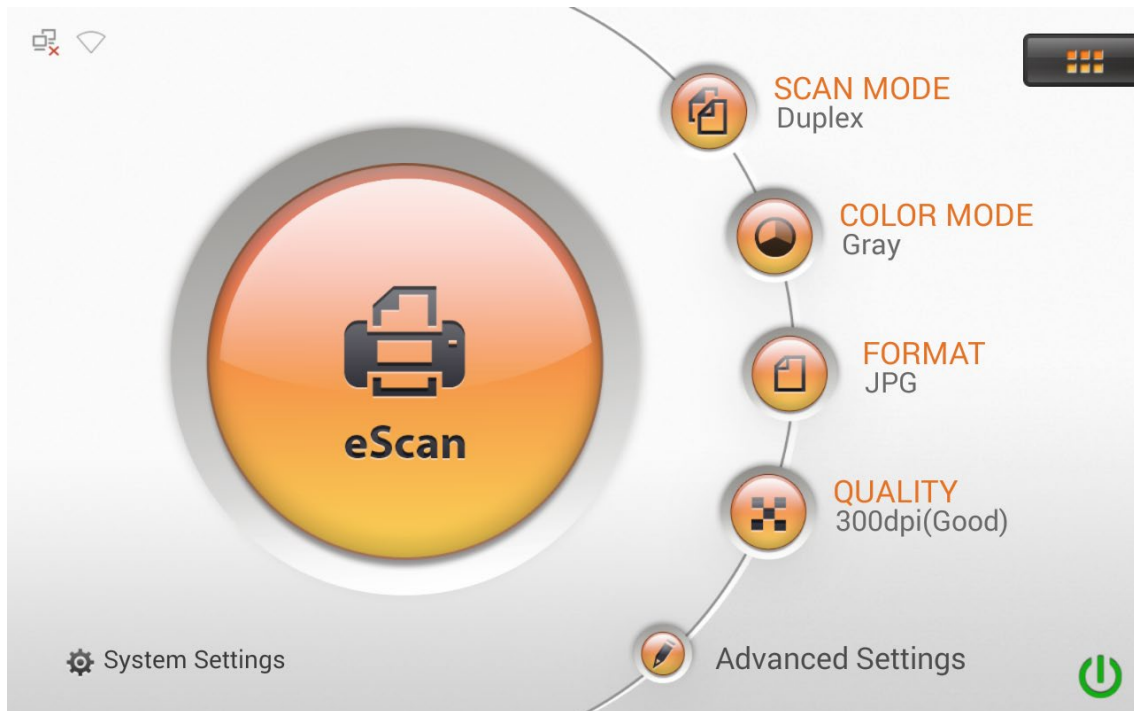 SCAN MODE
Duplex
COLOR MODE
Gray
FORMAT
JPG
QUALITY
300dpi(Good)
eScan
System Settings
Advanced Settings